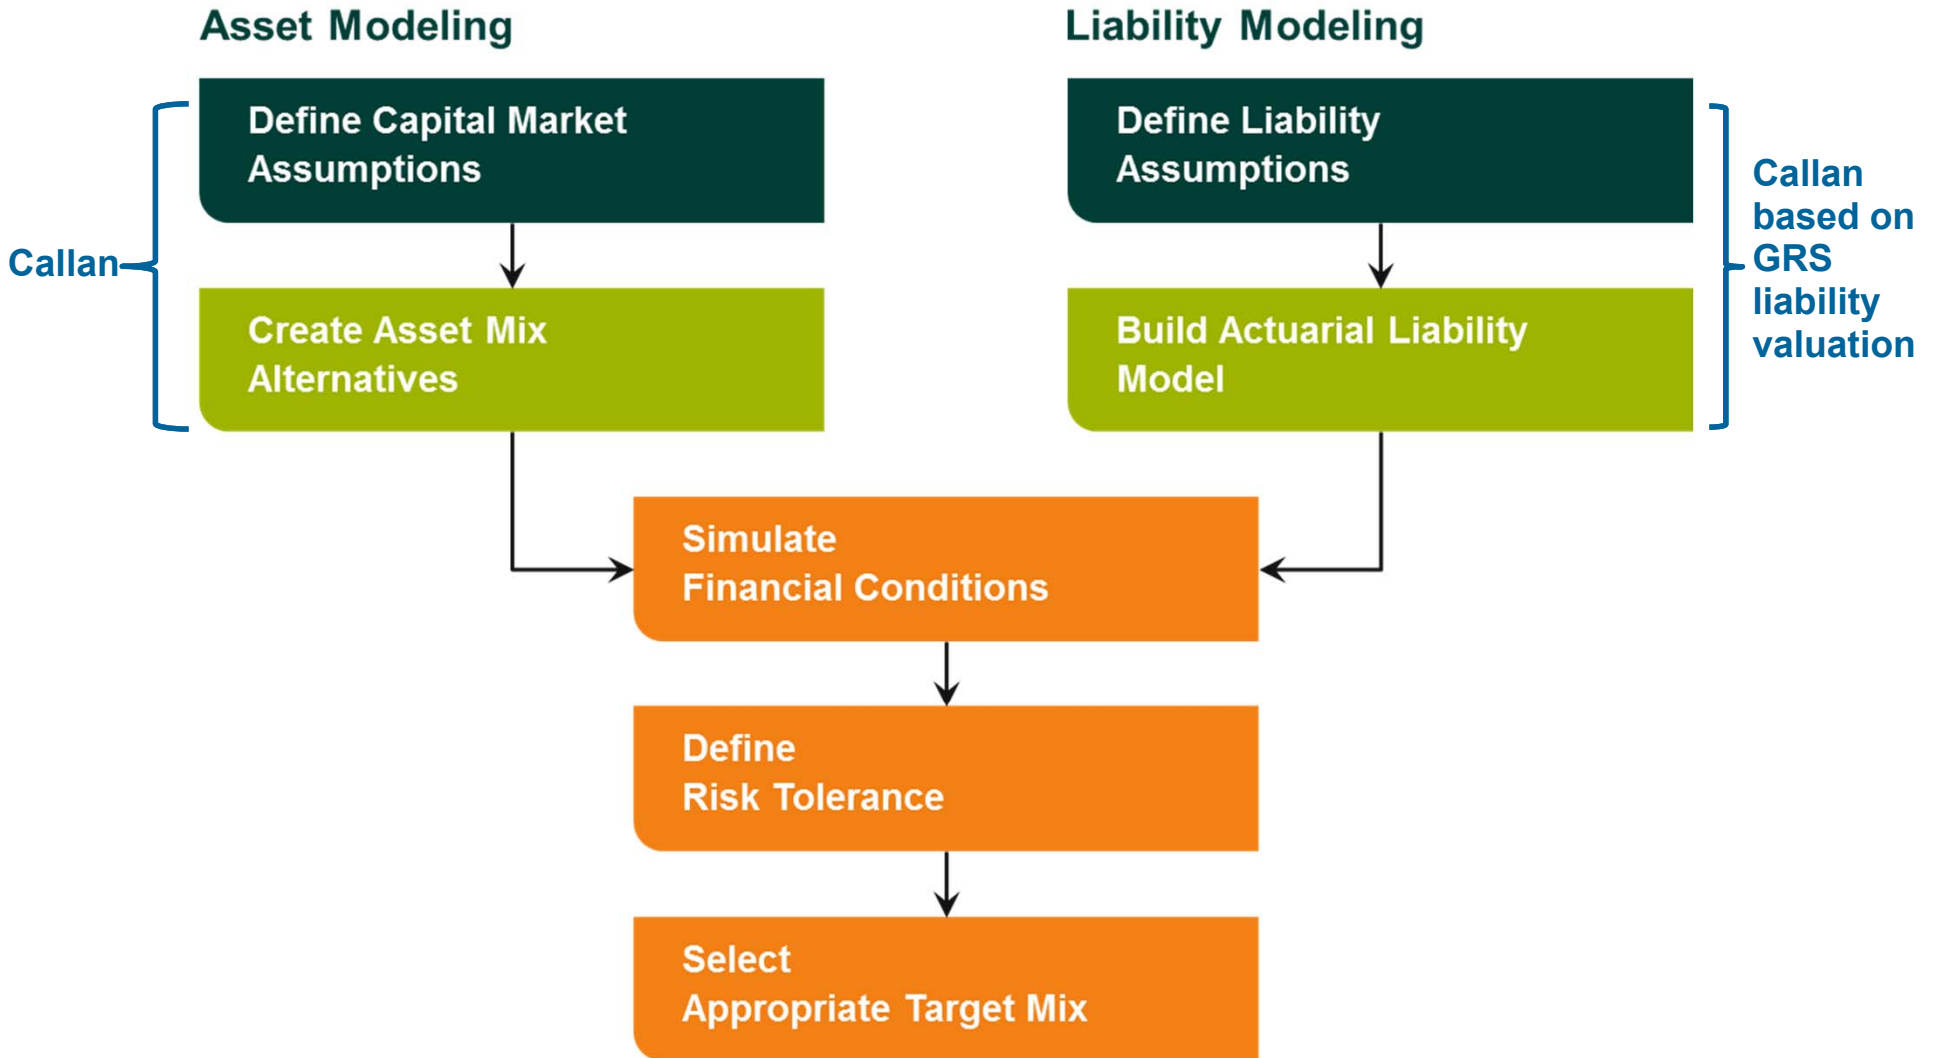 Asset Modeling
Liability Modeling
Define Capital Market
Assumptions
Define Liability
Assumptions
Callan
Callan
based on
GRS
liability
valuation
Create Asset Mix
Alternatives
Build Actuarial Liability
Model
Simulate
Financial Conditions
Define
Risk Tolerance
Select
Appropriate Target Mix